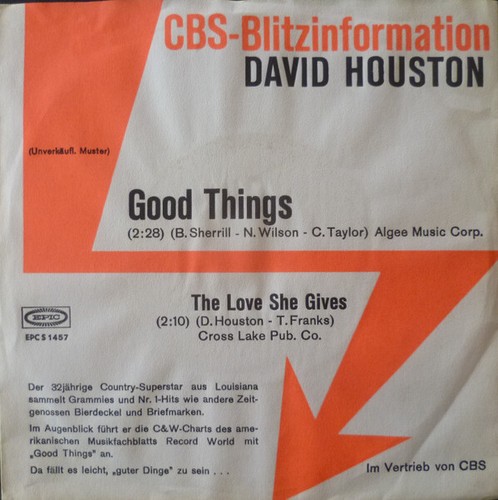 CBS-Blitzinformation
DAVID HOUSTON
(Unverkäufl. Muster)
Good Things
(2:28) (B. Sherrill - N. Wilson - C. Taylor) Algee Music Corp.
The Love She Gives
(2:10) (D. Houston - T. Franks)
Cross Lake Pub. Co.
EPIC
EPC S 1457
Der 32jährige Country-Superstar aus Louisiana
sammelt Grammies und Nr. 1-Hits wie andere Zeit-
genossen Bierdeckel und Briefmarken.
Im Augenblick führt er die C&W-Charts des ame-
rikanischen Musikfachblatts Record World mit
„Good Things" an.
Da fällt es leicht, „guter Dinge" zu sein . . .
Im Vertrieb von CBS